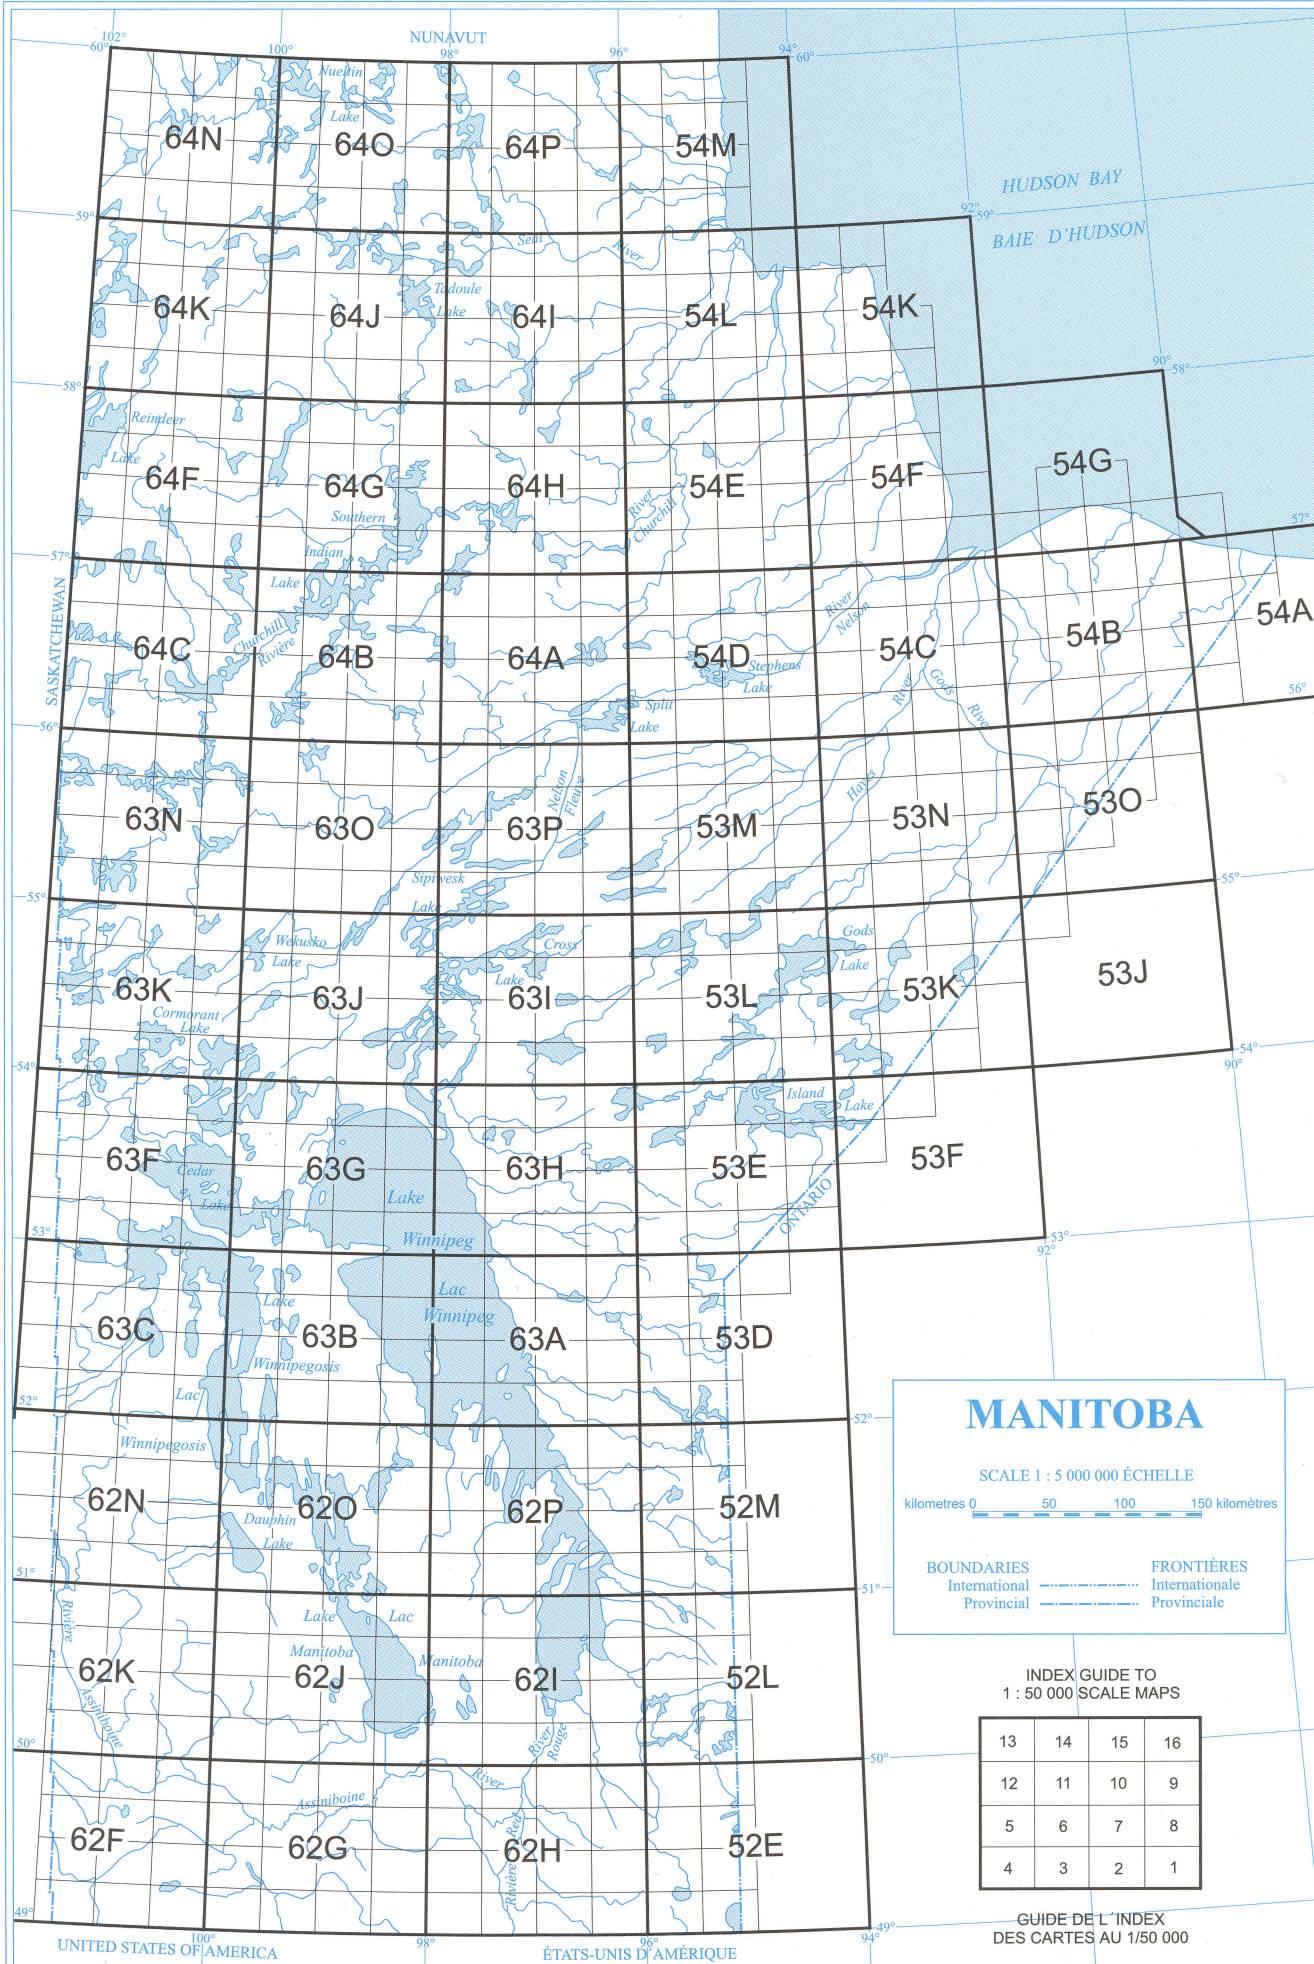 102°
60°
100°
NUNAVUT
98°
96°
94°
60°
Nueltin
Lake
64N
64O
64P
54M
HUDSON BAY
BAIE D'HUDSON
92°
59°
59°
Seal
River
Tadoule
Lake
64K
64J
64I
54L
54K
90°
58°
58°
Reindeer
Lake
64F
64G
64H
54E
54F
54G
Southern
Indian
Lake
River
Churchill
57°
57°
SASKATCHEWAN
Churchill
Rivière
River
Nelson
64C
64B
64A
54D
54C
54B
54A
Stephens
Lake
Split
Lake
River
Gods
River
56°
56°
Nelson
Fleuve
Hayes
63N
63O
63P
53M
53N
53O
Sipiwesk
Lake
55°
55°
Wekusko
Lake
Cross
Lake
Gods
Lake
63K
63J
63I
53L
53K
53J
Cormorant
Lake
54°
54°
90°
Island
Lake
63F
63G
63H
53E
53F
Cedar
Lake
Lake
Winnipeg
ONTARIO
53°
53°
92°
Lac
Winnipeg
Lake
Winnipegosis
63C
63B
63A
53D
Lac
Winnipegosis
52°
52°
62N
62O
62P
52M
Dauphin
Lake
51°
51°
Rivière
Assiniboine
Lake
Lac
Manitoba
Manitoba
62K
62J
62I
52L
River
Rouge
50°
50°
River
Assiniboine
62F
62G
62H
52E
Rivière Red
49°
49°
100°
98°
96°
94°
UNITED STATES OF AMERICA
ÉTATS-UNIS D'AMÉRIQUE
MANITOBA
SCALE 1 : 5 000 000 ÉCHELLE
kilometres 0 50 100 150 kilomètres
BOUNDARIES FRONTIÈRES
International Internationale
Provincial Provinciale
INDEX GUIDE TO
1 : 50 000 SCALE MAPS
13 14 15 16
12 11 10 9
5 6 7 8
4 3 2 1
GUIDE DE L´INDEX
DES CARTES AU 1/50 000